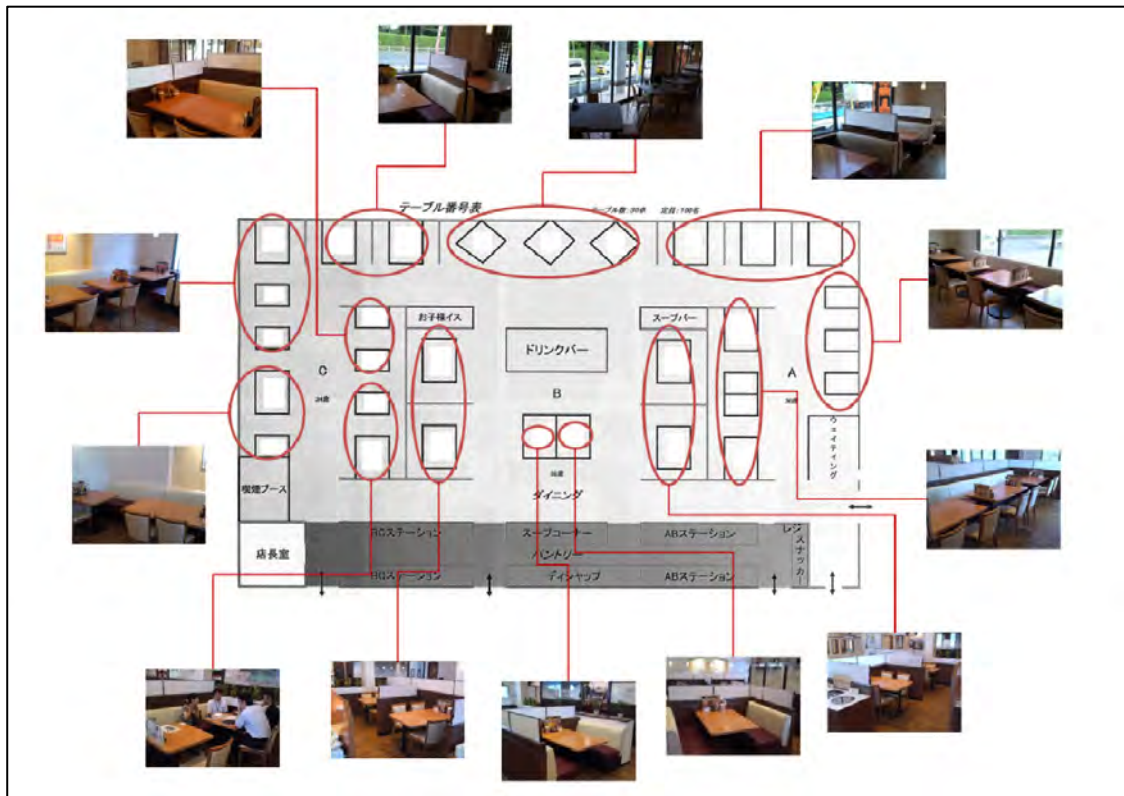 テーブル番号表
テーブル数:30卓 定員:100名
お子様イス
スープバー
ドリンクバー
C
A
B
ウェイティング
ダイニング
喫煙ブース
店長室
BCステーション
スープコーナー
ABステーション
パントリー
BCステーション
ディシャップ
ABステーション
レジ
スナッカー